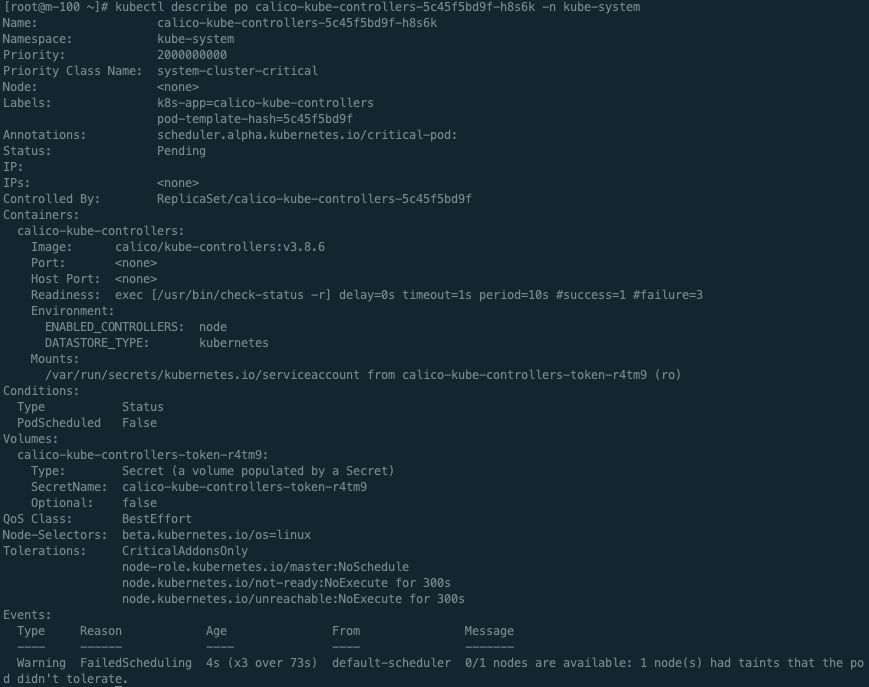 [root@m-100 ~]# kubectl describe po calico-kube-controllers-5c45f5bd9f-h8s6k -n kube-system
Name:                 calico-kube-controllers-5c45f5bd9f-h8s6k
Namespace:            kube-system
Priority:             2000000000
Priority Class Name:  system-cluster-critical
Node:                 <none>
Labels:               k8s-app=calico-kube-controllers
                      pod-template-hash=5c45f5bd9f
Annotations:          scheduler.alpha.kubernetes.io/critical-pod:
Status:               Pending
IP:
IPs:                  <none>
Controlled By:        ReplicaSet/calico-kube-controllers-5c45f5bd9f
Containers:
  calico-kube-controllers:
    Image:      calico/kube-controllers:v3.8.6
    Port:       <none>
    Host Port:  <none>
    Readiness:  exec [/usr/bin/check-status -r] delay=0s timeout=1s period=10s #success=1 #failure=3
    Environment:
      ENABLED_CONTROLLERS:  node
      DATASTORE_TYPE:       kubernetes
    Mounts:
      /var/run/secrets/kubernetes.io/serviceaccount from calico-kube-controllers-token-r4tm9 (ro)
Conditions:
  Type           Status
  PodScheduled   False
Volumes:
  calico-kube-controllers-token-r4tm9:
    Type:        Secret (a volume populated by a Secret)
    SecretName:  calico-kube-controllers-token-r4tm9
    Optional:    false
QoS Class:       BestEffort
Node-Selectors:  beta.kubernetes.io/os=linux
Tolerations:     CriticalAddonsOnly
                 node-role.kubernetes.io/master:NoSchedule
                 node.kubernetes.io/not-ready:NoExecute for 300s
                 node.kubernetes.io/unreachable:NoExecute for 300s
Events:
  Type     Reason            Age                From               Message
  ----     ------            ----               ----               -------
  Warning  FailedScheduling  4s (x3 over 73s)  default-scheduler  0/1 nodes are available: 1 node(s) had taints that the po
d didn't tolerate.